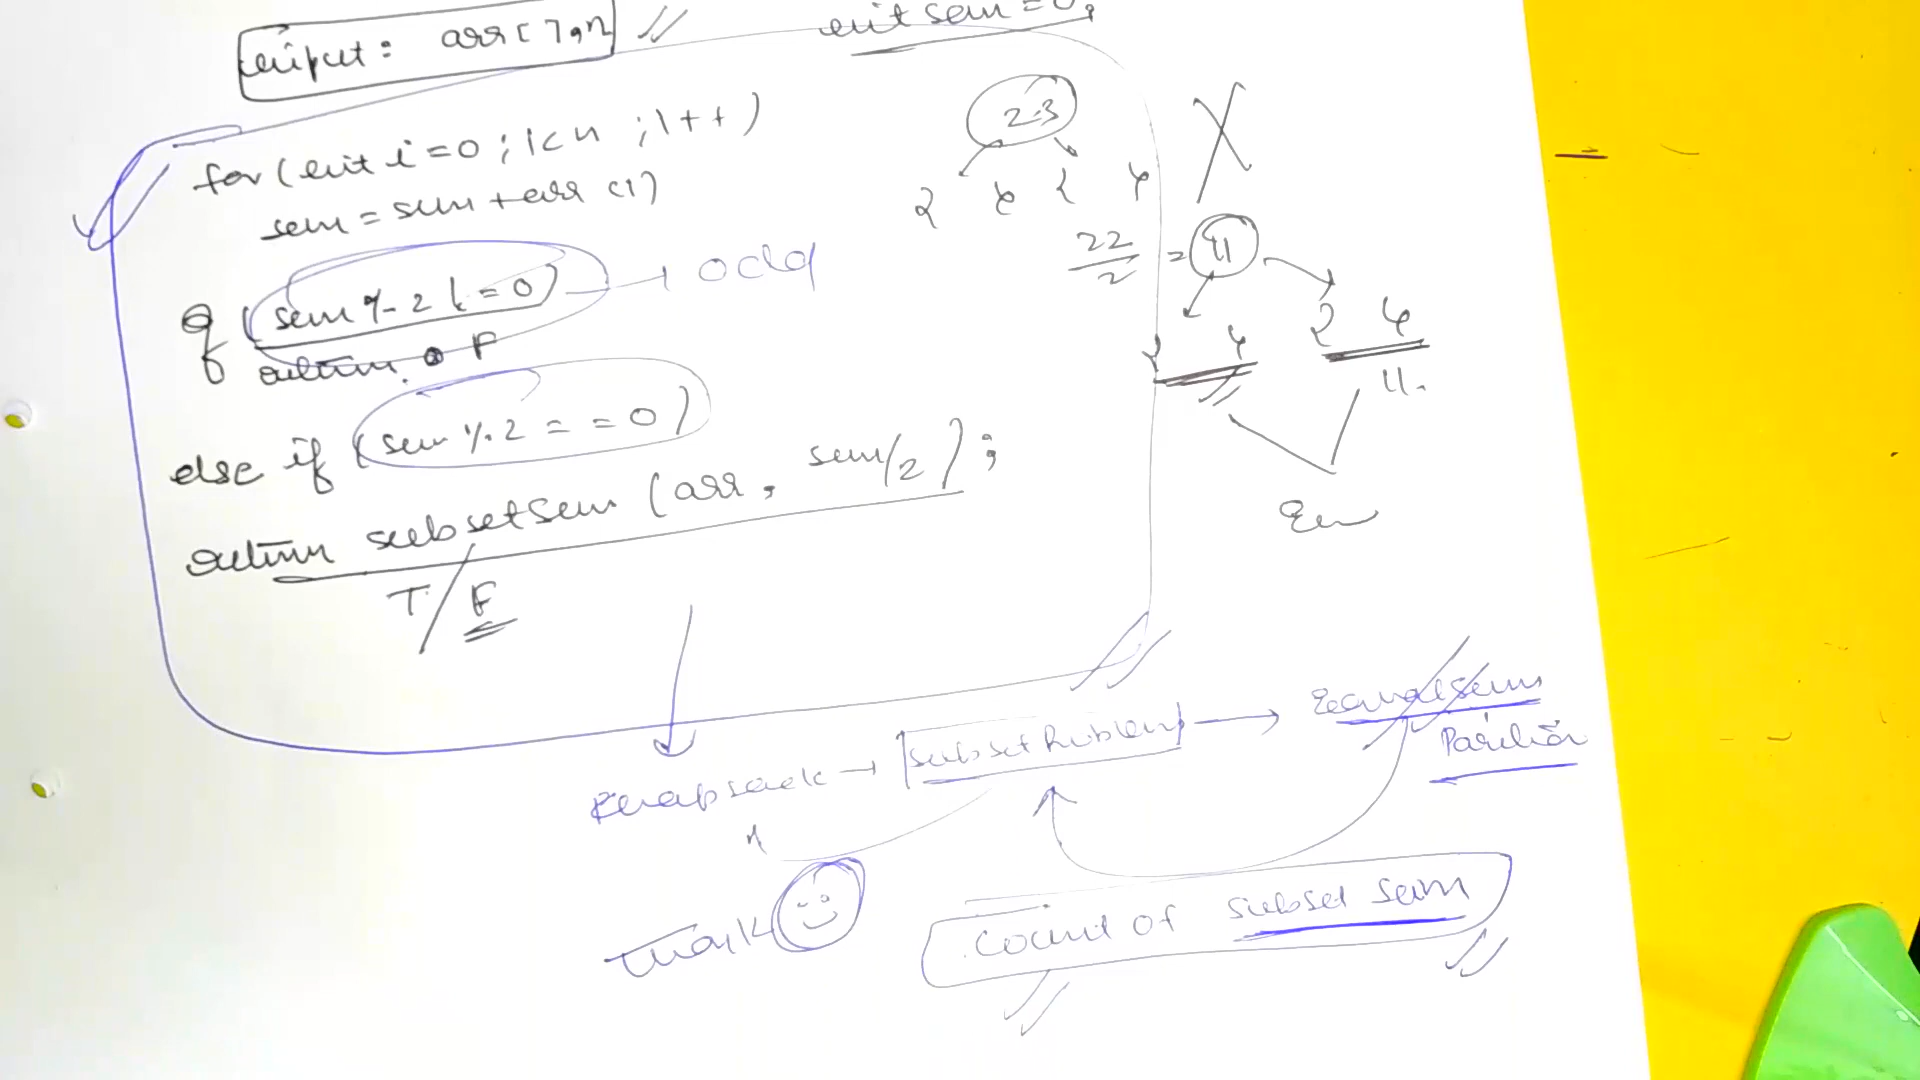 input: arr[ ], n
int sum = 0;
for (int i = 0 ; i < n ; i++)
sum = sum + arr (i)
if (sum % 2 ! = 0) → odd
return F
else if (sum % 2 = = 0)
return subsetsum (arr, sum/2);
T/F
23
22/2 = 11
11.
Knapsack → subset Problem → Equal sum
Partition
count of subset sum